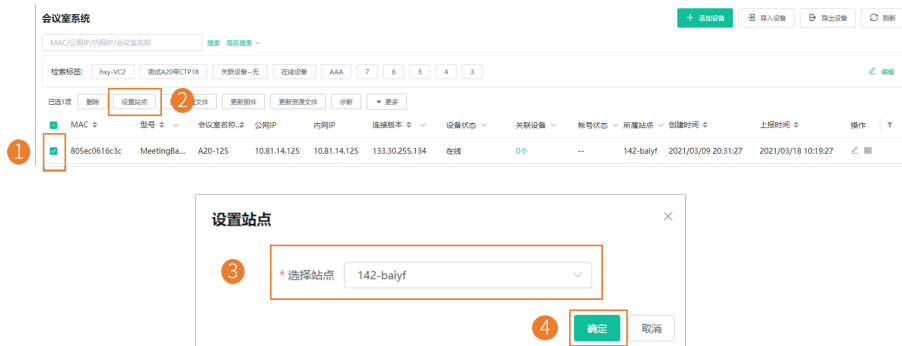 会议室系统
+ 添加设备
导入设备
导出设备
刷新
MAC/公网IP/内网IP/会议室名称
搜索 高级搜索
检索标签: hxy-VC2 测试A20带CTP18 关联设备--无 在线设备 AAA 7 6 5 4 3 编辑
已选1项 删除 设置站点 2 文件 更新固件 更新资源文件 诊断 更多
MAC 型号 会议室名称.. 公网IP 内网IP 连接版本 设备状态 关联设备 帐号状态 所属站点 创建时间 上报时间 操作
1 805ec0616c3c MeetingBa... A20-125 10.81.14.125 10.81.14.125 133.30.255.134 在线 0个 -- 142-baiyf 2021/03/09 20:31:27 2021/03/18 10:19:27
设置站点
3 * 选择站点 142-baiyf
4 确定 取消